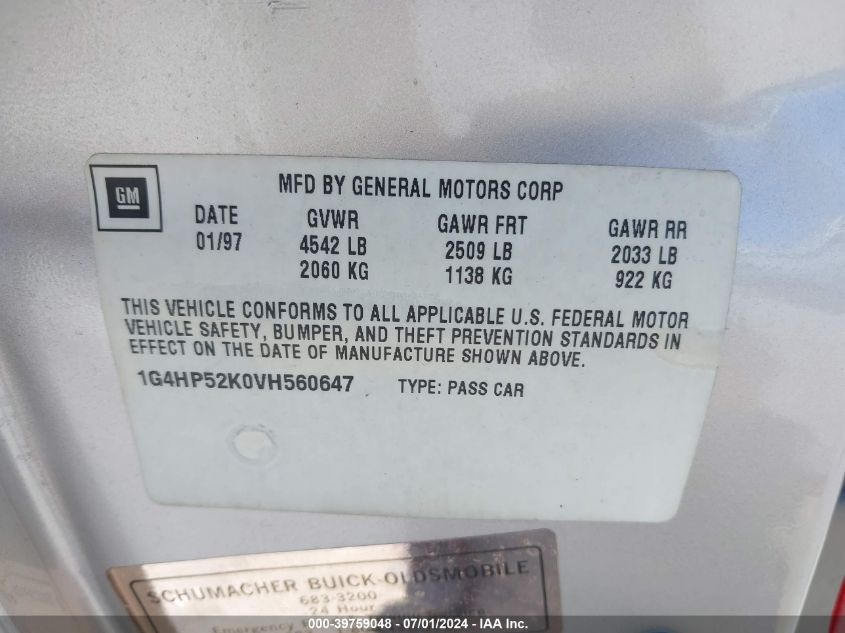 GM
MFD BY GENERAL MOTORS CORP
DATE GVWR GAWR FRT GAWR RR
01/97 4542 LB 2509 LB 2033 LB
2060 KG 1138 KG 922 KG
THIS VEHICLE CONFORMS TO ALL APPLICABLE U.S. FEDERAL MOTOR
VEHICLE SAFETY, BUMPER, AND THEFT PREVENTION STANDARDS IN
EFFECT ON THE DATE OF MANUFACTURE SHOWN ABOVE.
1G4HP52K0VH560647 TYPE: PASS CAR
SCHUMACHER BUICK-OLDSMOBILE
683-3200
24 Hour
Emergency
000-39759048 - 07/01/2024 - IAA Inc.